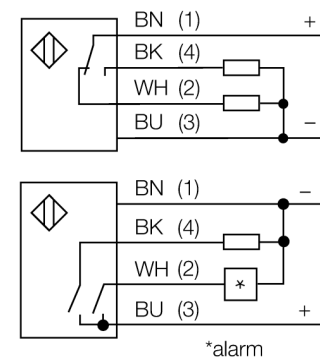 BN (1) +
BK (4)
WH (2)
BU (3) −
BN (1) −
BK (4)
WH (2)
*
BU (3) +
*alarm